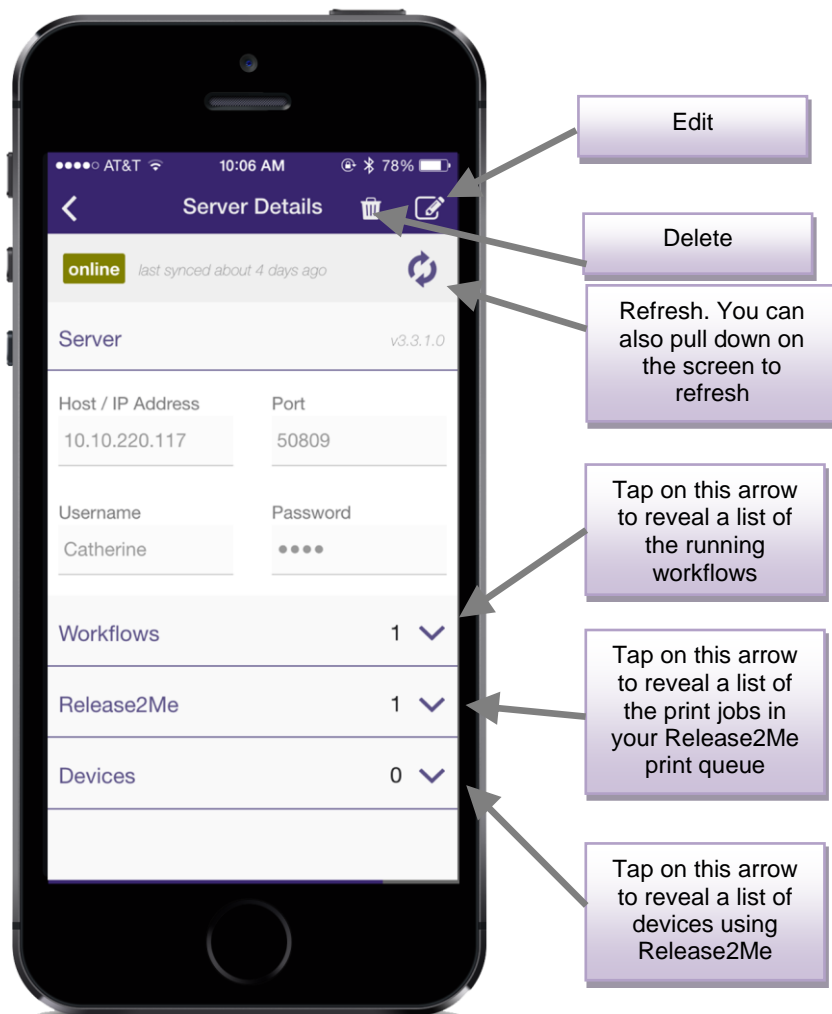 AT&T 10:06 AM 78%
Server Details
online last synced about 4 days ago
Server v3.3.1.0
Host / IP Address Port
10.10.220.117 50809
Username Password
Catherine ●●●●
Workflows 1
Release2Me 1
Devices 0
Edit
Delete
Refresh. You can
also pull down on
the screen to
refresh
Tap on this arrow
to reveal a list of
the running
workflows
Tap on this arrow
to reveal a list of
the print jobs in
your Release2Me
print queue
Tap on this arrow
to reveal a list of
devices using
Release2Me